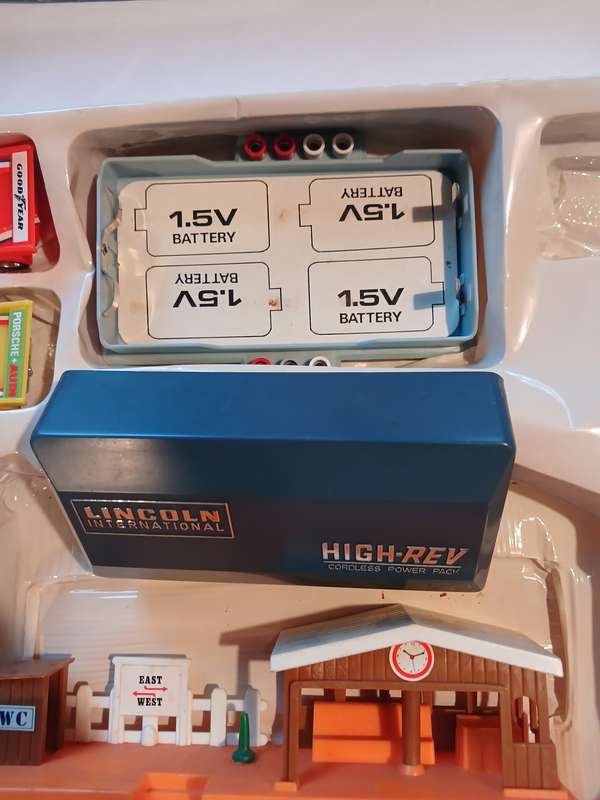 GOODYEAR
1.5V
BATTERY
BATTERY
1.5V
BATTERY
1.5V
1.5V
BATTERY
PORSCHE + AUDI
LINCOLN
INTERNATIONAL
HIGH-REV
CORDLESS POWER PACK
EAST
WEST
WC